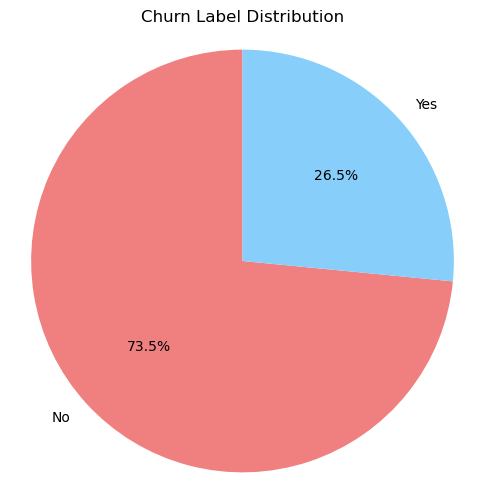 Churn Label Distribution
Yes
26.5%
73.5%
No